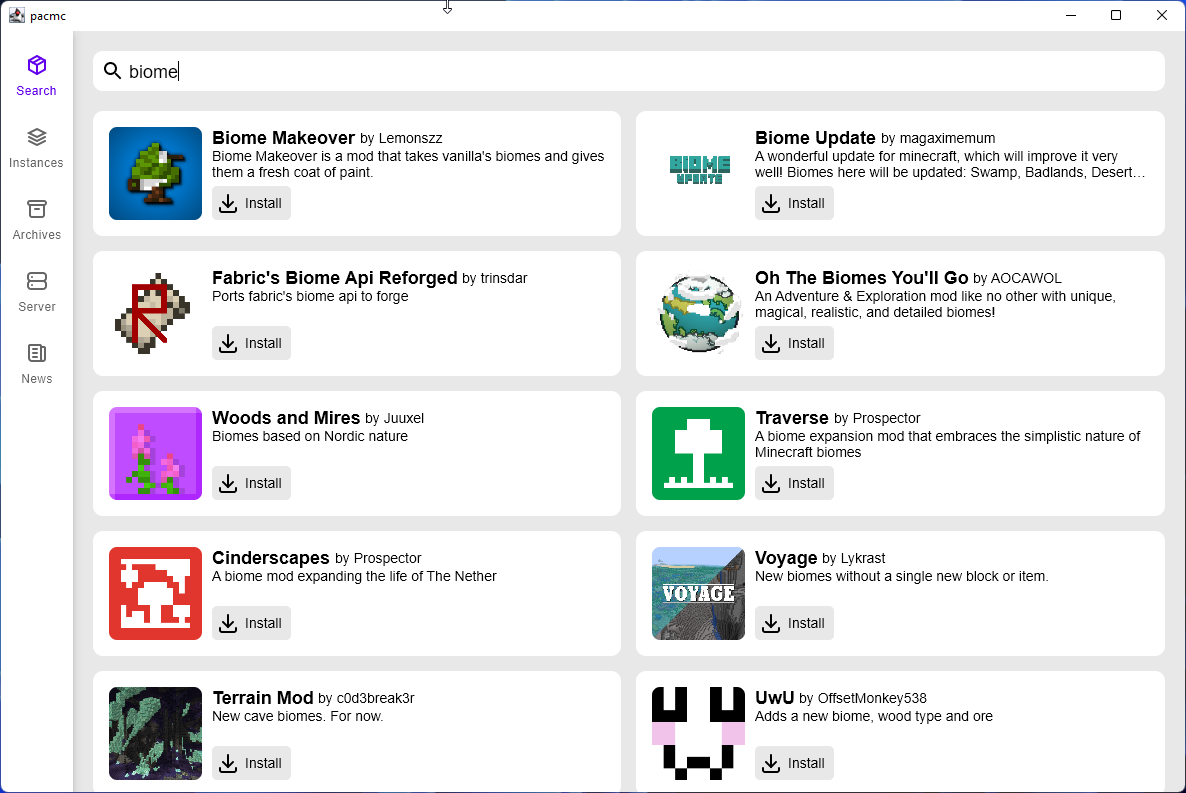 pacmc
Search
Instances
Archives
Server
News
biome
Biome Makeover by Lemonszz
Biome Makeover is a mod that takes vanilla's biomes and gives
them a fresh coat of paint.
Install
BIOME
UPDATE
Biome Update by magaximemum
A wonderful update for minecraft, which will improve it very
well! Biomes here will be updated: Swamp, Badlands, Desert…
Install
R
Fabric's Biome Api Reforged by trinsdar
Ports fabric's biome api to forge
Install
Oh The Biomes You'll Go by AOCAWOL
An Adventure & Exploration mod like no other with unique,
magical, realistic, and detailed biomes!
Install
Woods and Mires by Juuxel
Biomes based on Nordic nature
Install
Traverse by Prospector
A biome expansion mod that embraces the simplistic nature of
Minecraft biomes
Install
Cinderscapes by Prospector
A biome mod expanding the life of The Nether
Install
VOYAGE
Voyage by Lykrast
New biomes without a single new block or item.
Install
Terrain Mod by c0d3break3r
New cave biomes. For now.
Install
UwU by OffsetMonkey538
Adds a new biome, wood type and ore
Install